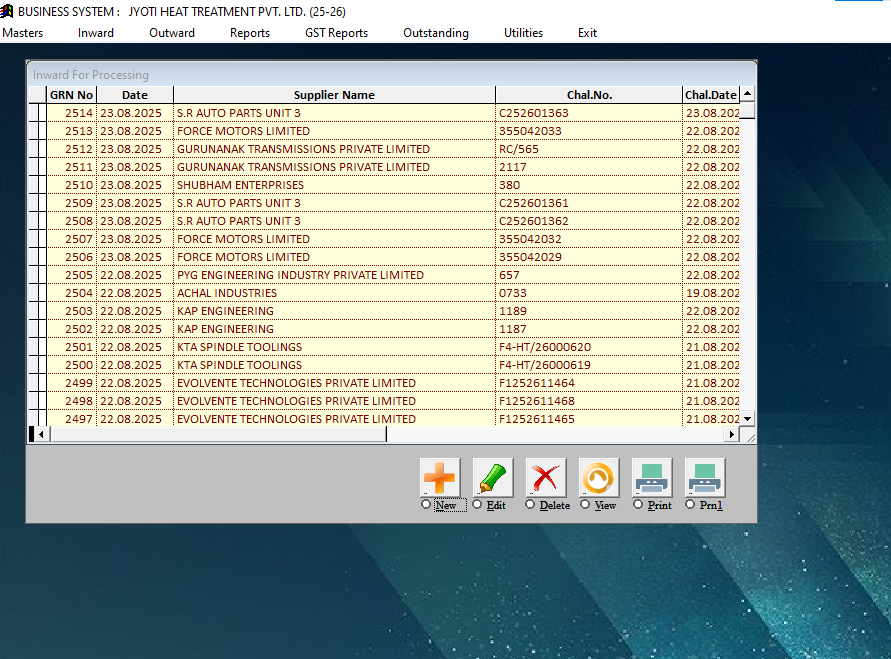 BUSINESS SYSTEM : JYOTI HEAT TREATMENT PVT. LTD. (25-26)
Masters Inward Outward Reports GST Reports Outstanding Utilities Exit
Inward For Processing
GRN No Date Supplier Name Chal.No. Chal.Date
2514 23.08.2025 S.R AUTO PARTS UNIT 3 C252601363 23.08.202
2513 23.08.2025 FORCE MOTORS LIMITED 355042033 22.08.202
2512 23.08.2025 GURUNANAK TRANSMISSIONS PRIVATE LIMITED RC/565 22.08.202
2511 23.08.2025 GURUNANAK TRANSMISSIONS PRIVATE LIMITED 2117 22.08.202
2510 23.08.2025 SHUBHAM ENTERPRISES 380 22.08.202
2509 23.08.2025 S.R AUTO PARTS UNIT 3 C252601361 22.08.202
2508 23.08.2025 S.R AUTO PARTS UNIT 3 C252601362 22.08.202
2507 23.08.2025 FORCE MOTORS LIMITED 355042032 22.08.202
2506 23.08.2025 FORCE MOTORS LIMITED 355042029 22.08.202
2505 22.08.2025 PYG ENGINEERING INDUSTRY PRIVATE LIMITED 657 22.08.202
2504 22.08.2025 ACHAL INDUSTRIES 0733 19.08.202
2503 22.08.2025 KAP ENGINEERING 1189 22.08.202
2502 22.08.2025 KAP ENGINEERING 1187 22.08.202
2501 22.08.2025 KTA SPINDLE TOOLINGS F4-HT/26000620 21.08.202
2500 22.08.2025 KTA SPINDLE TOOLINGS F4-HT/26000619 21.08.202
2499 22.08.2025 EVOLVENTE TECHNOLOGIES PRIVATE LIMITED F1252611464 21.08.202
2498 22.08.2025 EVOLVENTE TECHNOLOGIES PRIVATE LIMITED F1252611468 21.08.202
2497 22.08.2025 EVOLVENTE TECHNOLOGIES PRIVATE LIMITED F1252611465 21.08.202
New Edit Delete View Print Prn1